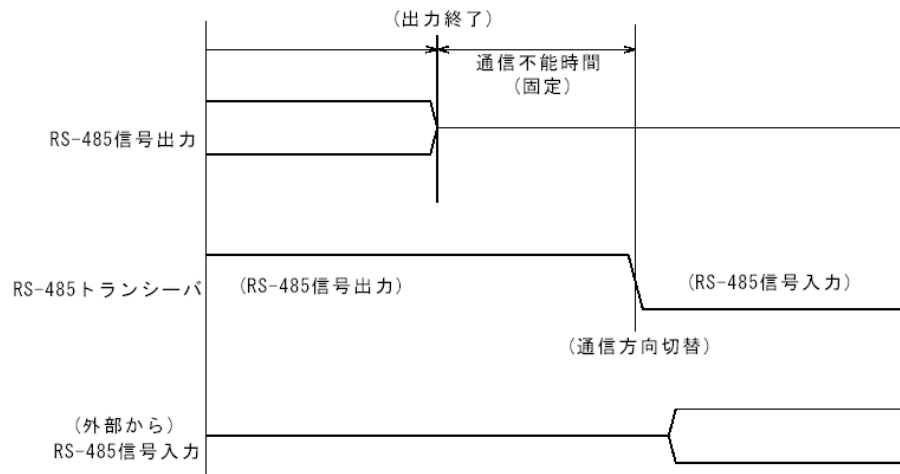 (出力終了)
通信不能時間
(固定)
RS-485信号出力
RS-485トランシーバ
(RS-485信号出力)
(RS-485信号入力)
(通信方向切替)
(外部から)
RS-485信号入力